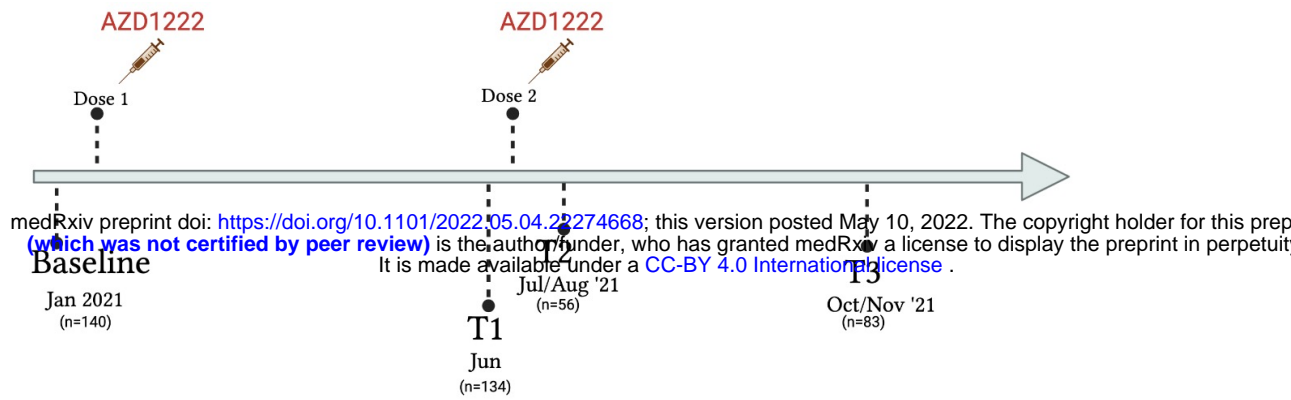 AZD1222 AZD1222
Dose 1 Dose 2
medRxiv preprint doi: https://doi.org/10.1101/2022.05.04.22274668; this version posted May 10, 2022. The copyright holder for this prep
(which was not certified by peer review) is the author/funder, who has granted medRxiv a license to display the preprint in perpetuity
It is made available under a CC-BY 4.0 International license .
Baseline
Jan 2021
(n=140)
T1
Jun
(n=134)
T2
Jul/Aug '21
(n=56)
T3
Oct/Nov '21
(n=83)